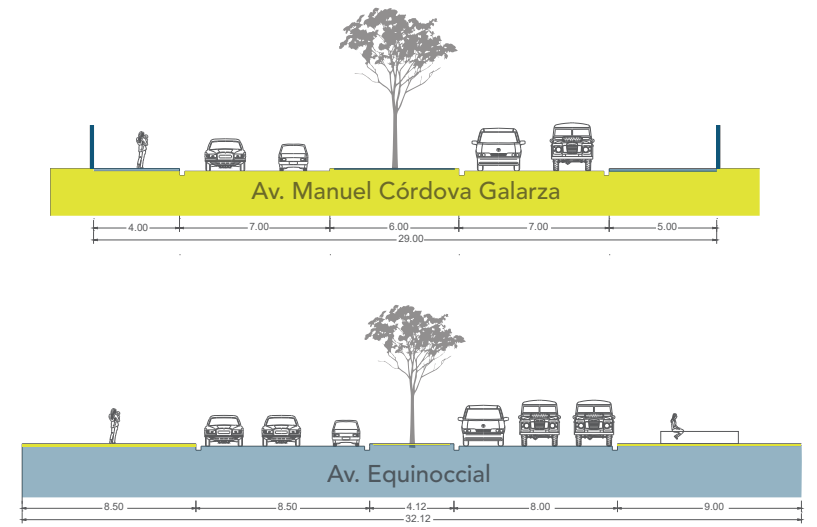 Av. Manuel Córdova Galarza
4.00 7.00 6.00 7.00 5.00
29.00
Av. Equinoccial
8.50 8.50 4.12 8.00 9.00
32.12